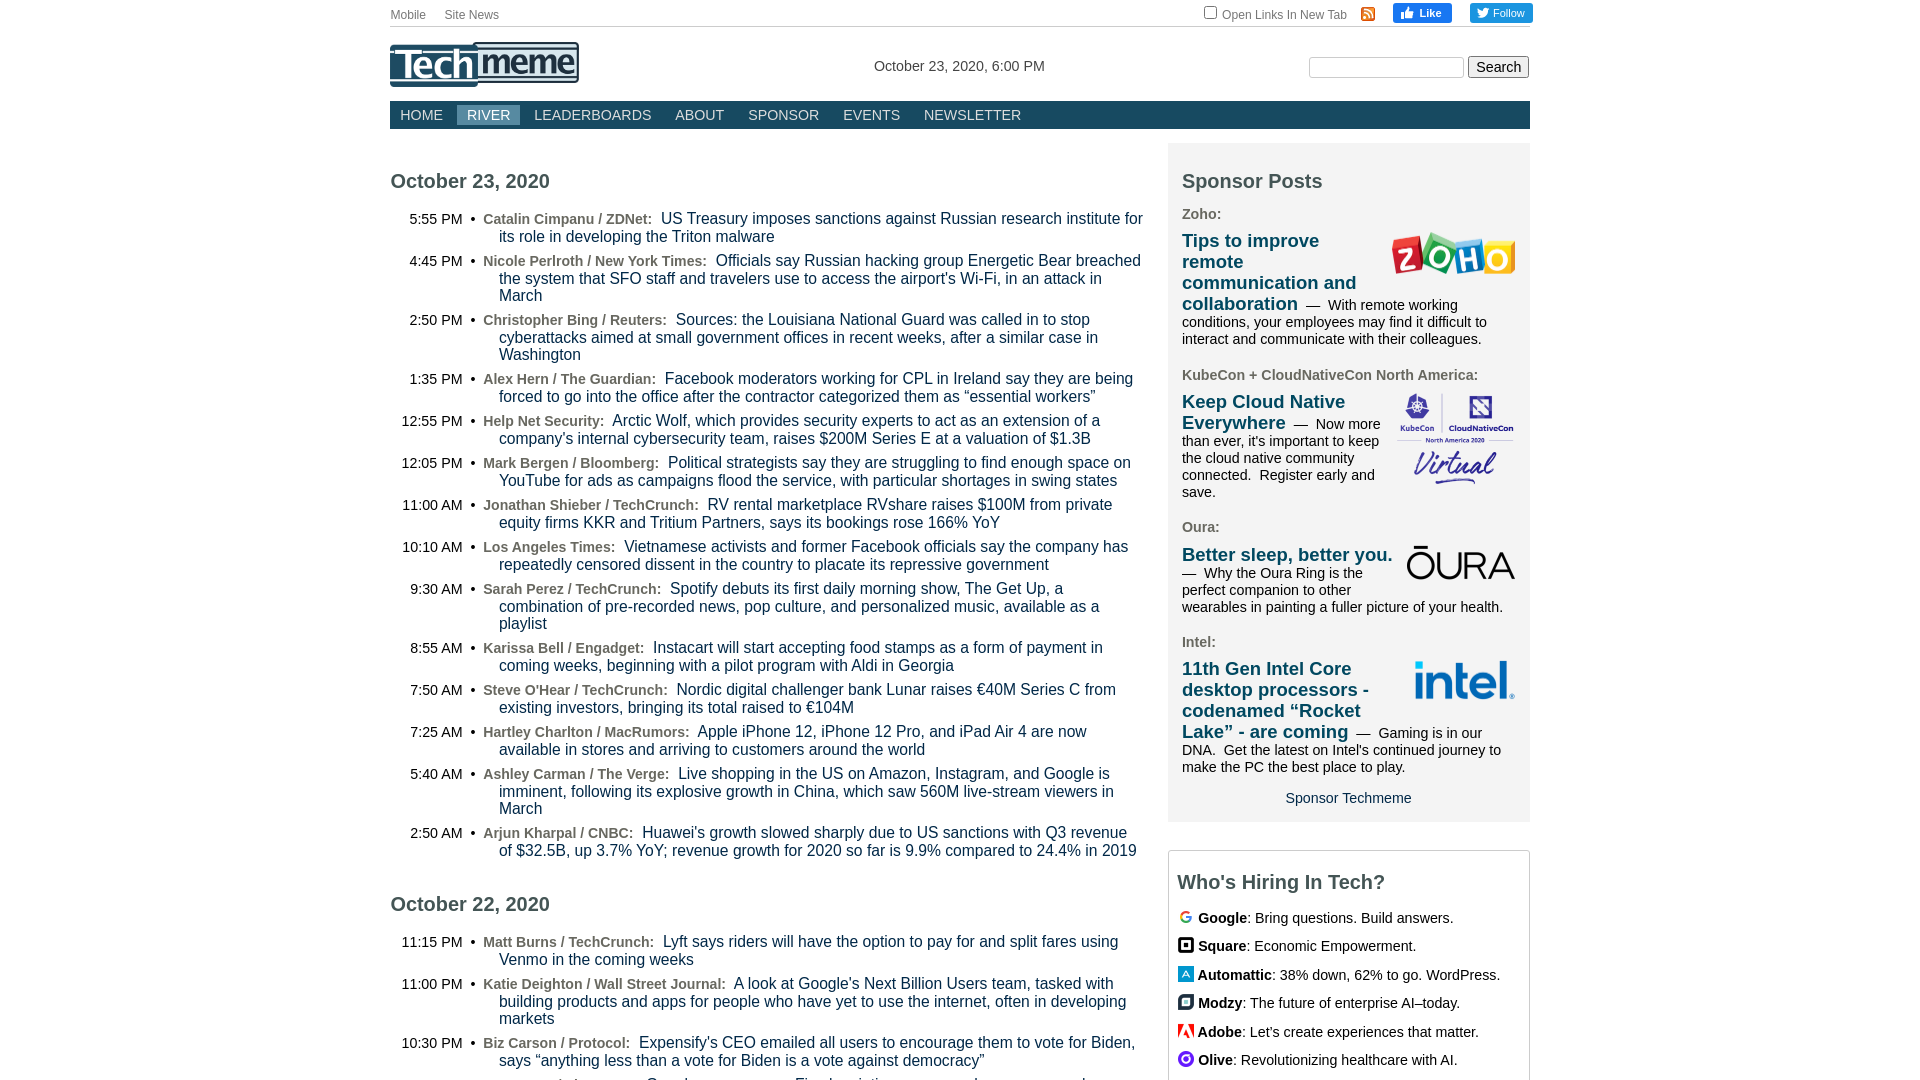 Mobile Site News Open Links In New Tab Like Follow
Techmeme
October 23, 2020, 6:00 PM
Search
HOME RIVER LEADERBOARDS ABOUT SPONSOR EVENTS NEWSLETTER
October 23, 2020
5:55 PM • Catalin Cimpanu / ZDNet: US Treasury imposes sanctions against Russian research institute for
its role in developing the Triton malware
4:45 PM • Nicole Perlroth / New York Times: Officials say Russian hacking group Energetic Bear breached
the system that SFO staff and travelers use to access the airport's Wi-Fi, in an attack in
March
2:50 PM • Christopher Bing / Reuters: Sources: the Louisiana National Guard was called in to stop
cyberattacks aimed at small government offices in recent weeks, after a similar case in
Washington
1:35 PM • Alex Hern / The Guardian: Facebook moderators working for CPL in Ireland say they are being
forced to go into the office after the contractor categorized them as “essential workers”
12:55 PM • Help Net Security: Arctic Wolf, which provides security experts to act as an extension of a
company's internal cybersecurity team, raises $200M Series E at a valuation of $1.3B
12:05 PM • Mark Bergen / Bloomberg: Political strategists say they are struggling to find enough space on
YouTube for ads as campaigns flood the service, with particular shortages in swing states
11:00 AM • Jonathan Shieber / TechCrunch: RV rental marketplace RVshare raises $100M from private
equity firms KKR and Tritium Partners, says its bookings rose 166% YoY
10:10 AM • Los Angeles Times: Vietnamese activists and former Facebook officials say the company has
repeatedly censored dissent in the country to placate its repressive government
9:30 AM • Sarah Perez / TechCrunch: Spotify debuts its first daily morning show, The Get Up, a
combination of pre-recorded news, pop culture, and personalized music, available as a
playlist
8:55 AM • Karissa Bell / Engadget: Instacart will start accepting food stamps as a form of payment in
coming weeks, beginning with a pilot program with Aldi in Georgia
7:50 AM • Steve O'Hear / TechCrunch: Nordic digital challenger bank Lunar raises €40M Series C from
existing investors, bringing its total raised to €104M
7:25 AM • Hartley Charlton / MacRumors: Apple iPhone 12, iPhone 12 Pro, and iPad Air 4 are now
available in stores and arriving to customers around the world
5:40 AM • Ashley Carman / The Verge: Live shopping in the US on Amazon, Instagram, and Google is
imminent, following its explosive growth in China, which saw 560M live-stream viewers in
March
2:50 AM • Arjun Kharpal / CNBC: Huawei's growth slowed sharply due to US sanctions with Q3 revenue
of $32.5B, up 3.7% YoY; revenue growth for 2020 so far is 9.9% compared to 24.4% in 2019
October 22, 2020
11:15 PM • Matt Burns / TechCrunch: Lyft says riders will have the option to pay for and split fares using
Venmo in the coming weeks
11:00 PM • Katie Deighton / Wall Street Journal: A look at Google's Next Billion Users team, tasked with
building products and apps for people who have yet to use the internet, often in developing
markets
10:30 PM • Biz Carson / Protocol: Expensify's CEO emailed all users to encourage them to vote for Biden,
says “anything less than a vote for Biden is a vote against democracy”
Sponsor Posts
Zoho:
ZOHO
Tips to improve
remote
communication and
collaboration — With remote working
conditions, your employees may find it difficult to
interact and communicate with their colleagues.
KubeCon + CloudNativeCon North America:
KubeCon CloudNativeCon
North America 2020
Virtual
Keep Cloud Native
Everywhere — Now more
than ever, it's important to keep
the cloud native community
connected. Register early and
save.
Oura:
ŌURA
Better sleep, better you.
— Why the Oura Ring is the
perfect companion to other
wearables in painting a fuller picture of your health.
Intel:
intel®
11th Gen Intel Core
desktop processors -
codenamed “Rocket
Lake” - are coming — Gaming is in our
DNA. Get the latest on Intel's continued journey to
make the PC the best place to play.
Sponsor Techmeme
Who's Hiring In Tech?
Google: Bring questions. Build answers.
Square: Economic Empowerment.
Automattic: 38% down, 62% to go. WordPress.
Modzy: The future of enterprise AI–today.
Adobe: Let's create experiences that matter.
Olive: Revolutionizing healthcare with AI.